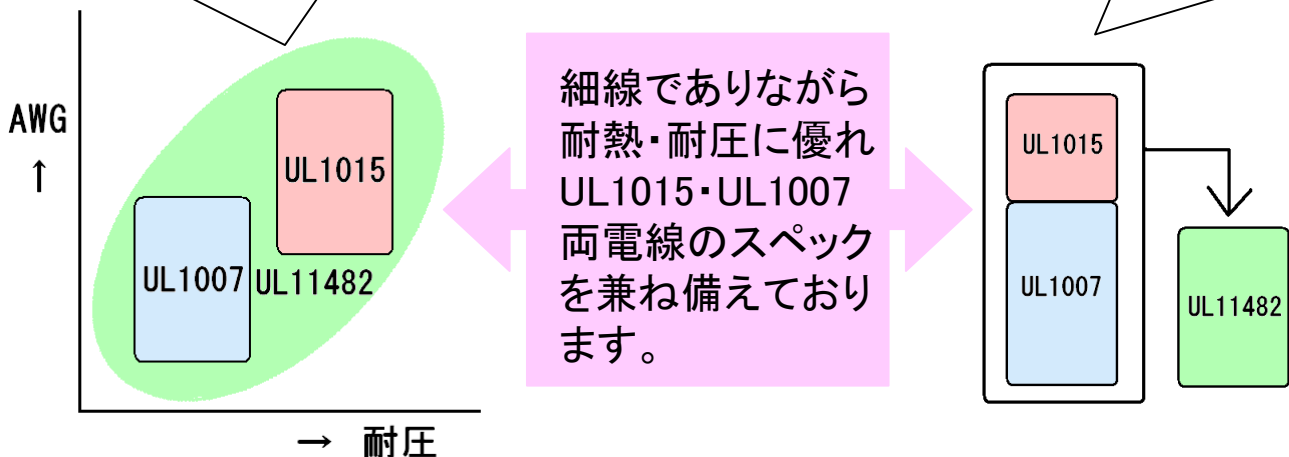 AWG
↑
UL1015
UL1007
UL11482
→ 耐圧
細線でありながら
耐熱・耐圧に優れ
UL1015・UL1007
両電線のスペック
を兼ね備えており
ます。
UL1015
UL1007
UL11482